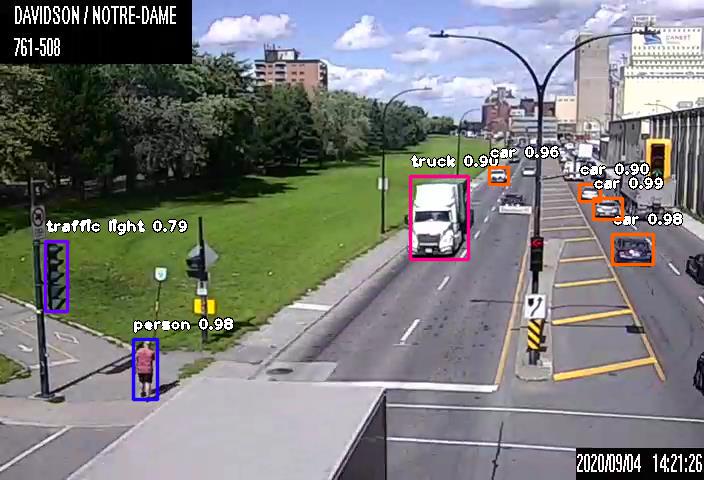 DAVIDSON / NOTRE-DAME
761-508
CANEST
truck 0.90
car 0.96
car 0.90
car 0.99
car 0.98
traffic light 0.79
person 0.98
2020/09/04 14:21:26